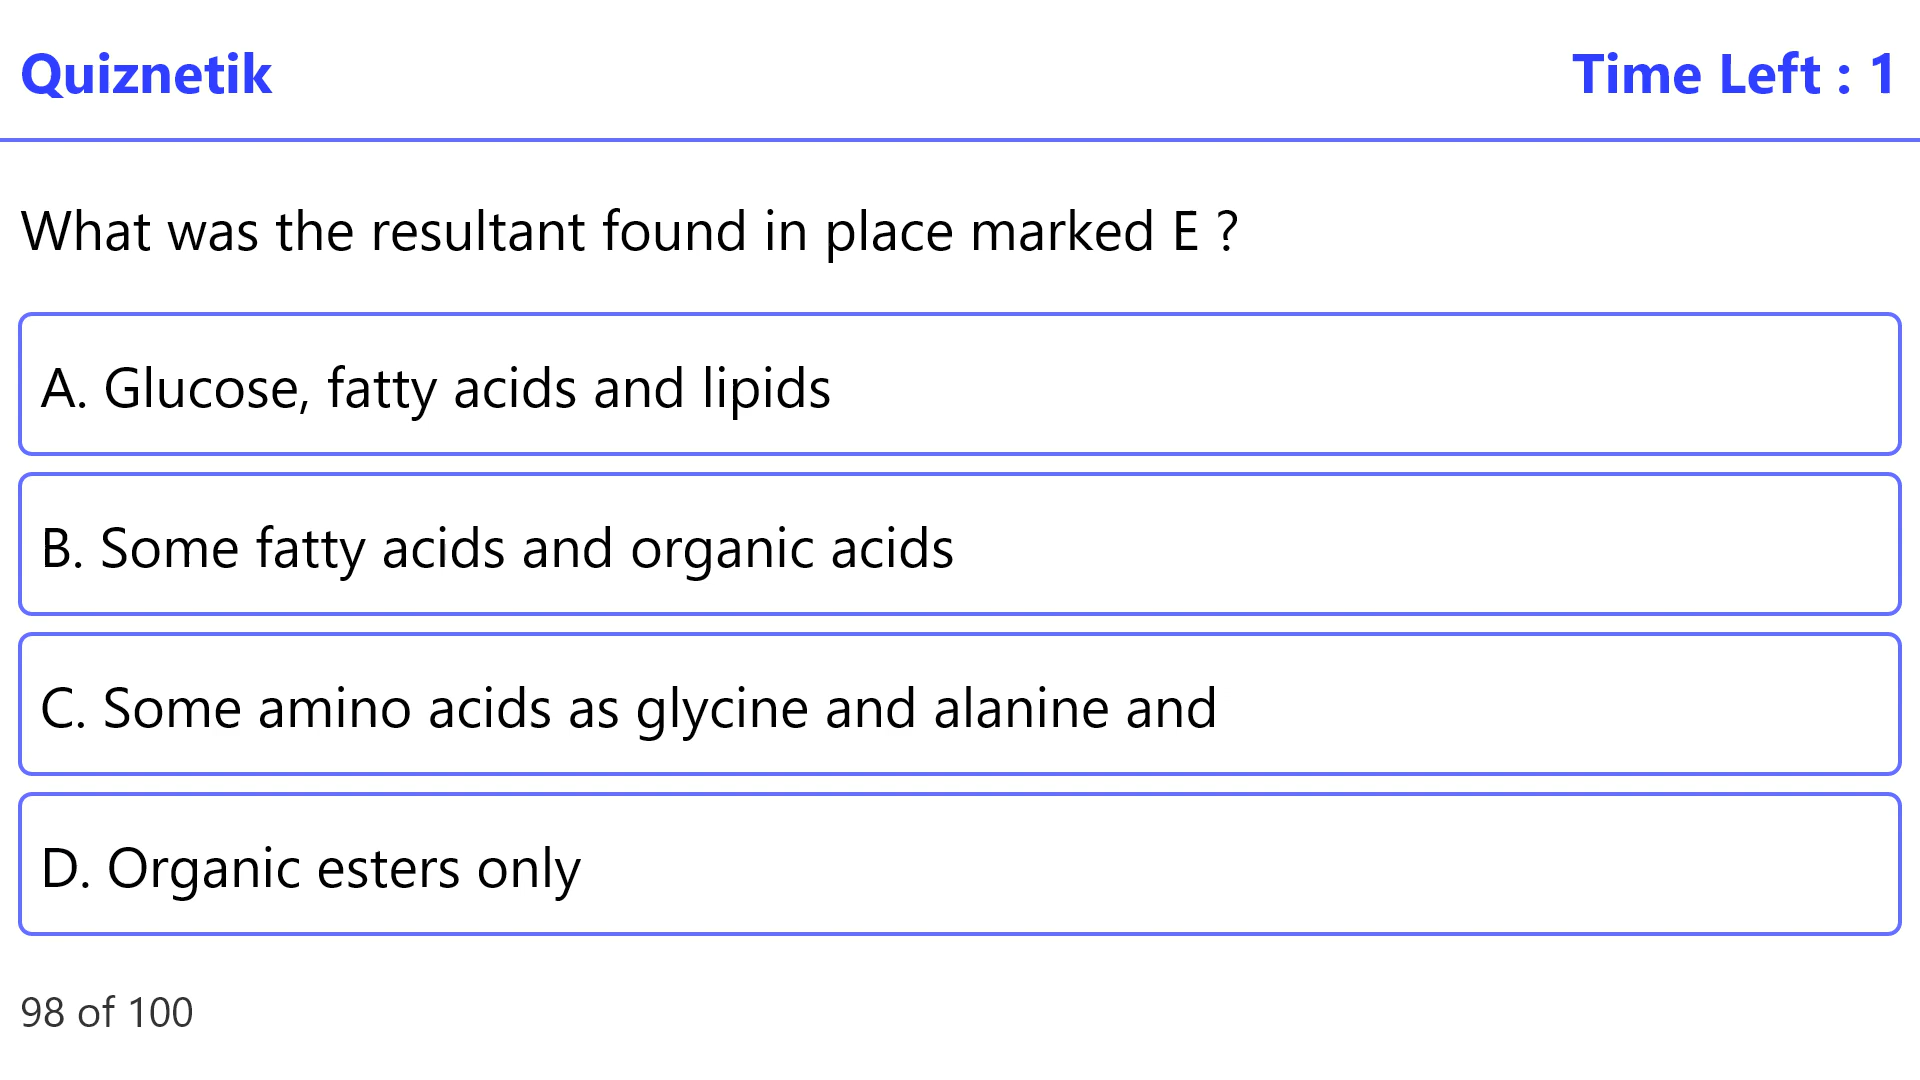 Quiznetik
Time Left : 1
What was the resultant found in place marked E ?
A. Glucose, fatty acids and lipids
B. Some fatty acids and organic acids
C. Some amino acids as glycine and alanine and
D. Organic esters only
98 of 100